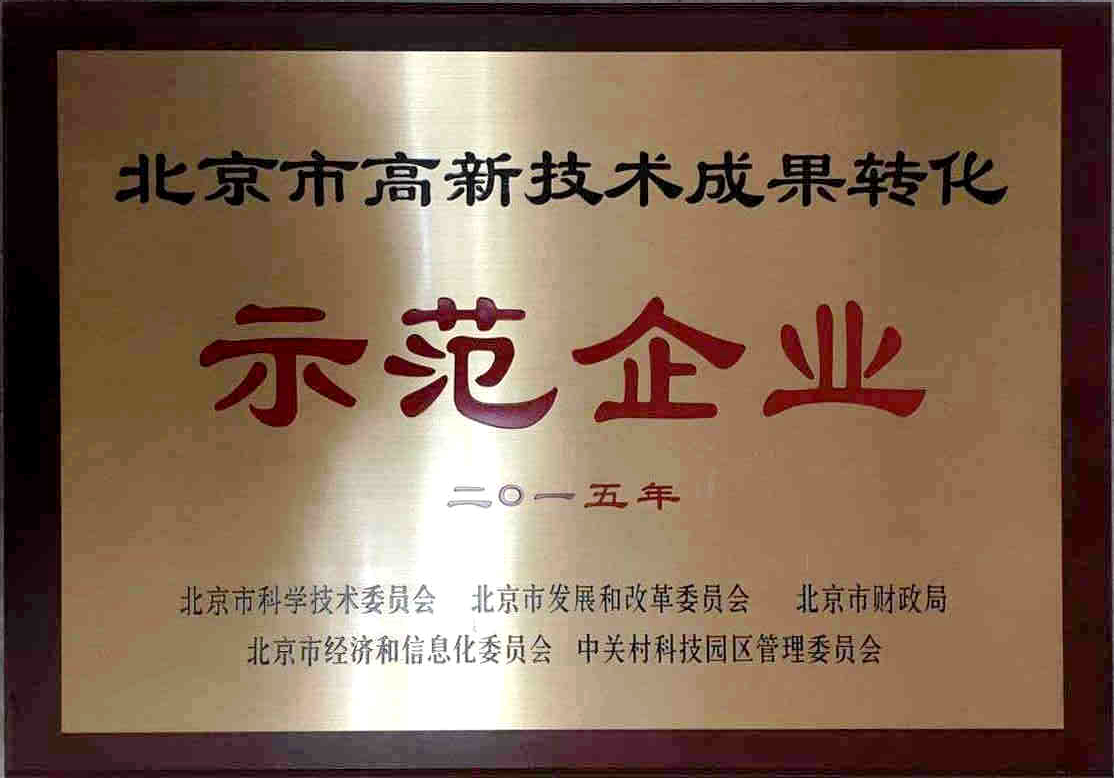 北京市高新技术成果转化
示范企业
二〇一五年
北京市科学技术委员会 北京市发展和改革委员会 北京市财政局
北京市经济和信息化委员会 中关村科技园区管理委员会